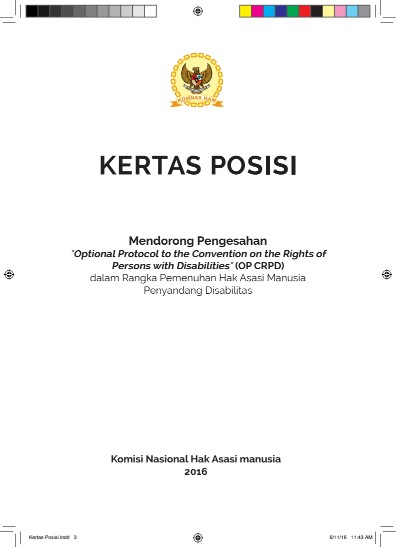 KOMNAS HAM
KERTAS POSISI
Mendorong Pengesahan
"Optional Protocol to the Convention on the Rights of
Persons with Disabilities" (OP CRPD)
dalam Rangka Pemenuhan Hak Asasi Manusia
Penyandang Disabilitas
Komisi Nasional Hak Asasi manusia
2016
Kertas Posisi.indd 3
6/11/16 11:43 AM